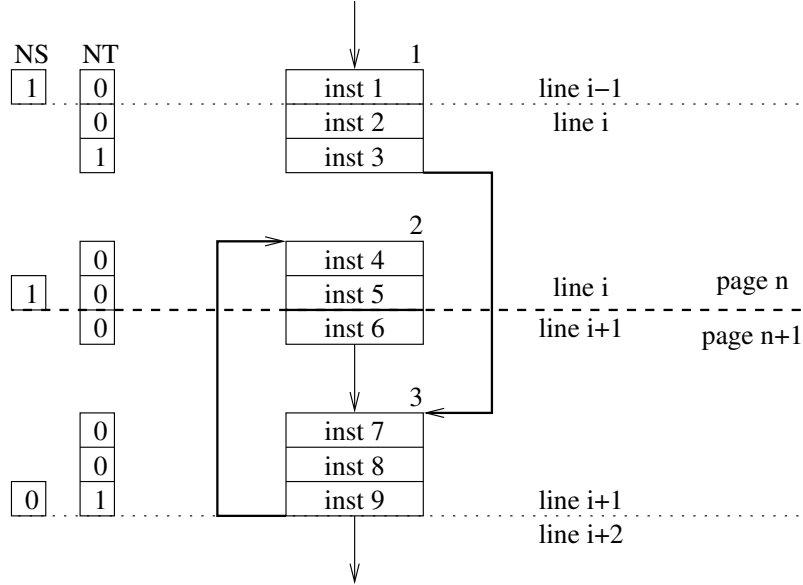 NS NT 1
1 0 inst 1 line i−1
0 inst 2 line i
1 inst 3
2
0 inst 4
1 0 inst 5 line i page n
0 inst 6 line i+1 page n+1
3
0 inst 7
0 inst 8
0 1 inst 9 line i+1
line i+2